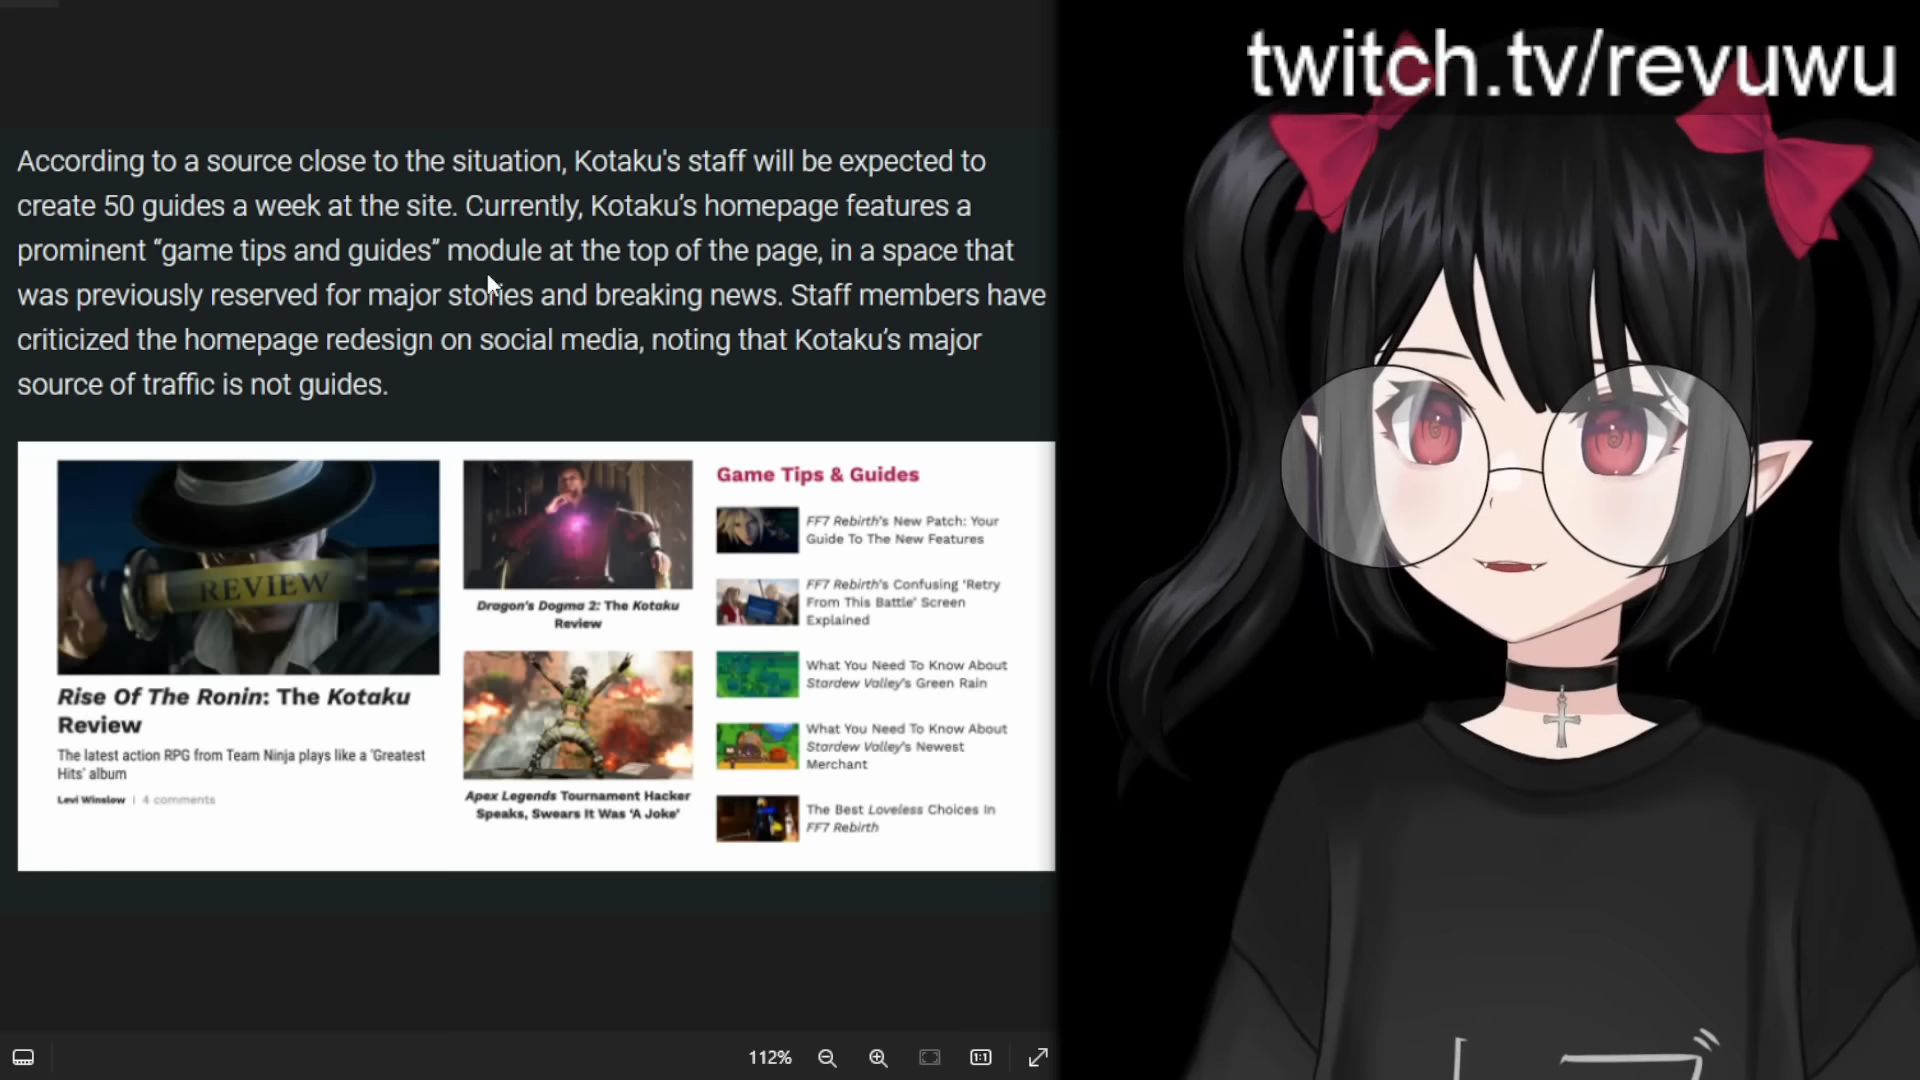 twitch.tv/revuwu
According to a source close to the situation, Kotaku's staff will be expected to
create 50 guides a week at the site. Currently, Kotaku’s homepage features a
prominent “game tips and guides” module at the top of the page, in a space that
was previously reserved for major stories and breaking news. Staff members have
criticized the homepage redesign on social media, noting that Kotaku’s major
source of traffic is not guides.
REVIEW
Rise Of The Ronin: The Kotaku
Review
The latest action RPG from Team Ninja plays like a ‘Greatest
Hits’ album
Levi Winslow | 4 comments
Dragon’s Dogma 2: The Kotaku
Review
Apex Legends Tournament Hacker
Speaks, Swears It Was ‘A Joke’
Game Tips & Guides
FF7 Rebirth’s New Patch: Your
Guide To The New Features
FF7 Rebirth’s Confusing ‘Retry
From This Battle’ Screen
Explained
What You Need To Know About
Stardew Valley’s Green Rain
What You Need To Know About
Stardew Valley’s Newest
Merchant
The Best Loveless Choices In
FF7 Rebirth
112%
1:1